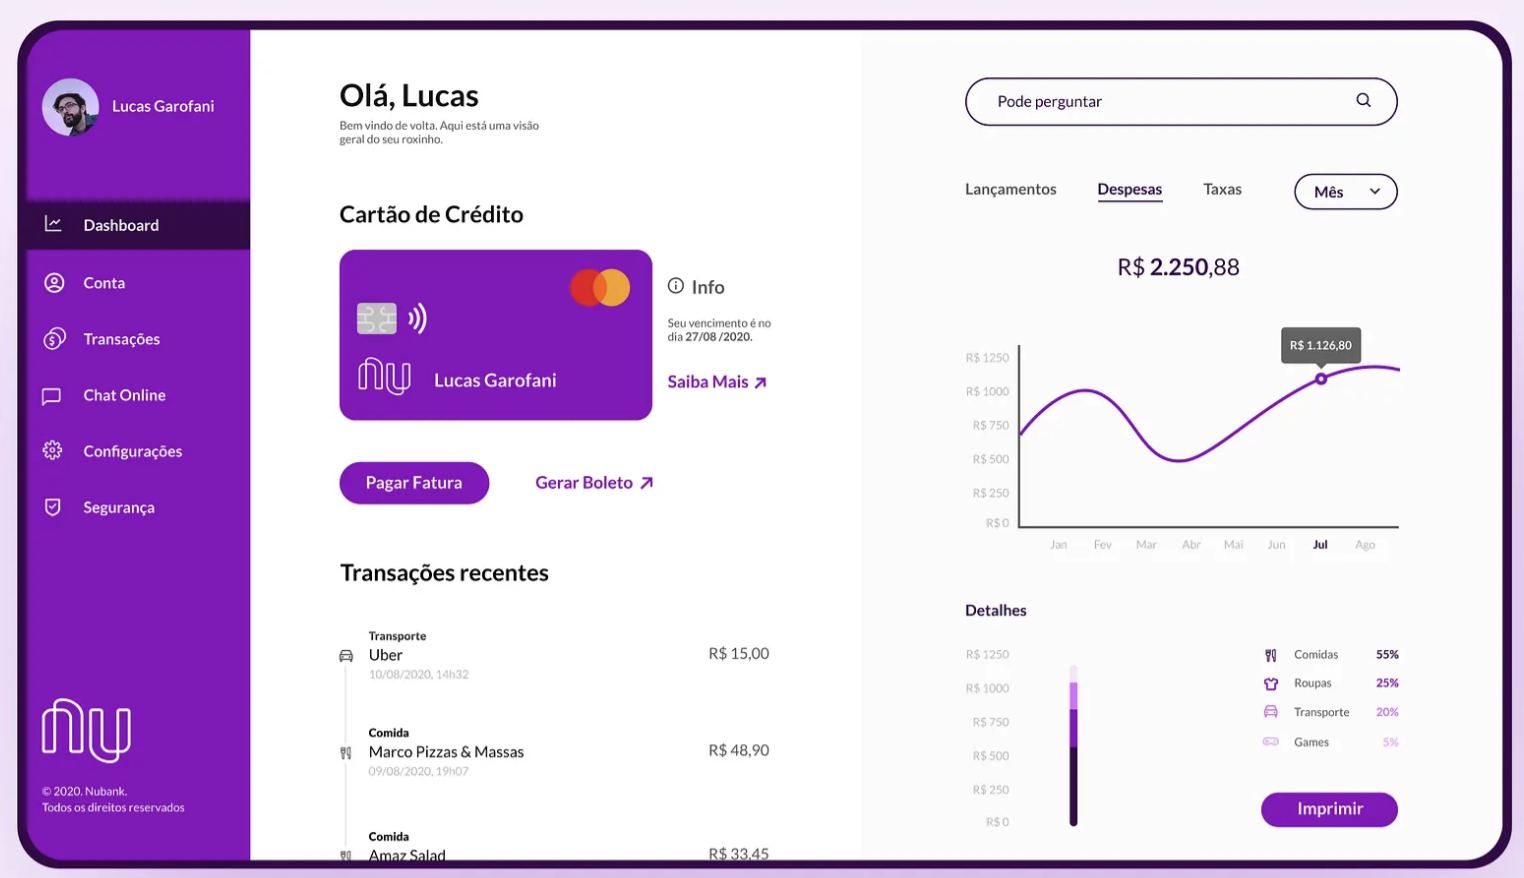 Lucas Garofani
Dashboard
Conta
Transações
Chat Online
Configurações
Segurança
nu
© 2020. Nubank.
Todos os direitos reservados
Olá, Lucas
Bem vindo de volta. Aqui está uma visão
geral do seu roxinho.
Cartão de Crédito
nu
Lucas Garofani
Info
Seu vencimento é no
dia 27/08 /2020.
Saiba Mais
Pagar Fatura
Gerar Boleto
Transações recentes
Transporte
Uber
R$ 15,00
10/08/2020, 14h32
Comida
Marco Pizzas & Massas
R$ 48,90
09/08/2020, 19h07
Comida
Amaz Salad
R$ 33,45
Pode perguntar
Lançamentos
Despesas
Taxas
Mês
R$ 2.250,88
R$ 1.126,80
R$ 1250
R$ 1000
R$ 750
R$ 500
R$ 250
R$ 0
Jan Fev Mar Abr Mai Jun Jul Ago
Detalhes
R$ 1250
R$ 1000
R$ 750
R$ 500
R$ 250
R$ 0
Comidas 55%
Roupas 25%
Transporte 20%
Games 5%
Imprimir